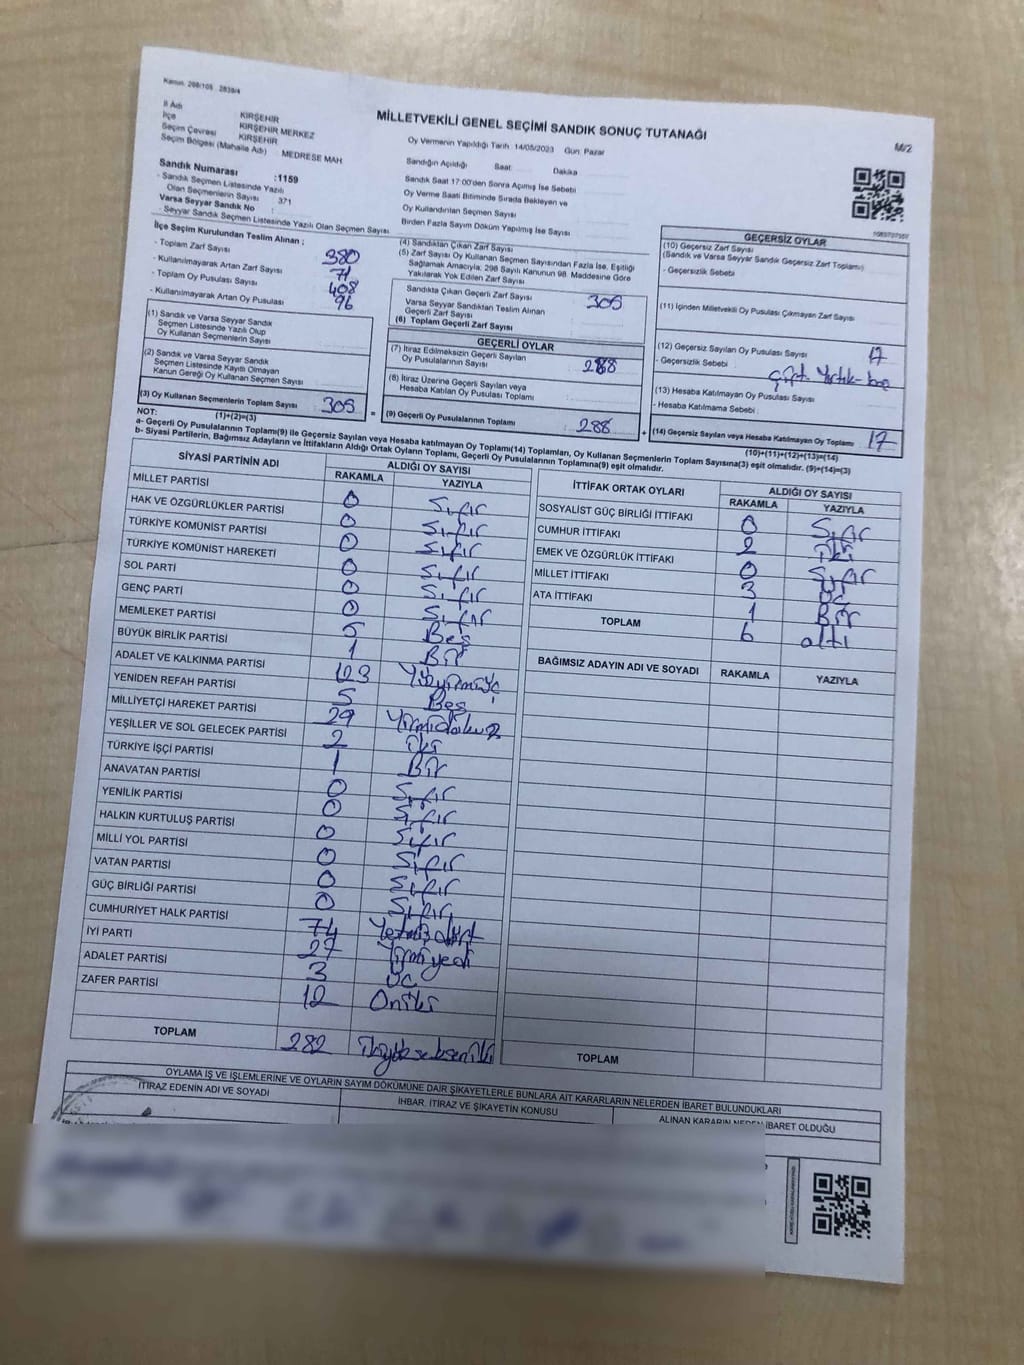 Kanun: 298/105 2839/4
MİLLETVEKİLİ GENEL SEÇİMİ SANDIK SONUÇ TUTANAĞI
M/2
İl Adı KIRŞEHİR
İlçe KIRŞEHİR MERKEZ
Seçim Çevresi KIRŞEHİR
Seçim Bölgesi (Mahalle Adı) : MEDRESE MAH
Sandık Numarası :1159
- Sandık Seçmen Listesinde Yazılı
Olan Seçmenlerin Sayısı 371
Varsa Seyyar Sandık No :
- Seyyar Sandık Seçmen Listesinde Yazılı Olan Seçmen Sayısı
Oy Vermenin Yapıldığı Tarih 14/05/2023 Gün: Pazar
Sandığın Açıldığı Saat Dakika
Sandık Saat 17:00'den Sonra Açılmış İse Sebebi
Oy Verme Saati Bitiminde Sırada Bekleyen ve
Oy Kullandırılan Seçmen Sayısı
Birden Fazla Sayım Döküm Yapılmış İse Sayısı
İlçe Seçim Kurulundan Teslim Alınan ;
- Toplam Zarf Sayısı 380
- Kullanılmayarak Artan Zarf Sayısı 71
- Toplam Oy Pusulası Sayısı 408
- Kullanılmayarak Artan Oy Pusulası 96
(1) Sandık ve Varsa Seyyar Sandık
Seçmen Listesinde Yazılı Olup
Oy Kullanan Seçmenlerin Sayısı
(2) Sandık ve Varsa Seyyar Sandık
Seçmen Listesinde Kayıtlı Olmayan
Kanun Gereği Oy Kullanan Seçmen Sayısı
(3) Oy Kullanan Seçmenlerin Toplam Sayısı 305
(1)+(2)=(3)
(4) Sandıktan Çıkan Zarf Sayısı
(5) Zarf Sayısı Oy Kullanan Seçmen Sayısından Fazla İse, Eşitliği
Sağlamak Amacıyla; 298 Sayılı Kanunun 98. Maddesine Göre
Yakılarak Yok Edilen Zarf Sayısı
Sandıkta Çıkan Geçerli Zarf Sayısı 305
Varsa Seyyar Sandıktan Teslim Alınan
Geçerli Zarf Sayısı
(6) Toplam Geçerli Zarf Sayısı
GEÇERLİ OYLAR
(7) İtiraz Edilmeksizin Geçerli Sayılan
Oy Pusulalarının Sayısı 288
(8) İtiraz Üzerine Geçerli Sayılan veya
Hesaba Katılan Oy Pusulası Toplamı
= (9) Geçerli Oy Pusulalarının Toplamı 288
GEÇERSİZ OYLAR
(10) Geçersiz Zarf Sayısı
(Sandık ve Varsa Seyyar Sandık Geçersiz Zarf Toplamı)
- Geçersizlik Sebebi
(11) İçinden Milletvekili Oy Pusulası Çıkmayan Zarf Sayısı
(12) Geçersiz Sayılan Oy Pusulası Sayısı 17
- Geçersizlik Sebebi : Çift-Yırtık-boş
(13) Hesaba Katılmayan Oy Pusulası Sayısı
- Hesaba Katılmama Sebebi :
+ (14) Geçersiz Sayılan veya Hesaba Katılmayan Oy Toplamı 17
(10)+(11)+(12)+(13)=(14)
NOT:
a- Geçerli Oy Pusulalarının Toplamı(9) ile Geçersiz Sayılan veya Hesaba katılmayan Oy Toplamı(14) Toplamları, Oy Kullanan Seçmenlerin Toplam Sayısına(3) eşit olmalıdır. (9)+(14)=(3)
b- Siyasi Partilerin, Bağımsız Adayların ve İttifakların Aldığı Ortak Oyların Toplamı, Geçerli Oy Pusulalarının Toplamına(9) eşit olmalıdır.
SİYASİ PARTİNİN ADI ALDIĞI OY SAYISI
RAKAMLA YAZIYLA
MİLLET PARTİSİ 0 Sıfır
HAK VE ÖZGÜRLÜKLER PARTİSİ 0 Sıfır
TÜRKİYE KOMÜNİST PARTİSİ 0 Sıfır
TÜRKİYE KOMÜNİST HAREKETİ 0 Sıfır
SOL PARTİ 0 Sıfır
GENÇ PARTİ 0 Sıfır
MEMLEKET PARTİSİ 5 Beş
BÜYÜK BİRLİK PARTİSİ 1 Bir
ADALET VE KALKINMA PARTİSİ 123 Yüzyirmiüç
YENİDEN REFAH PARTİSİ 5 Beş
MİLLİYETÇİ HAREKET PARTİSİ 29 Yirmidokuz
YEŞİLLER VE SOL GELECEK PARTİSİ 2 İki
TÜRKİYE İŞÇİ PARTİSİ 1 Bir
ANAVATAN PARTİSİ 0 Sıfır
YENİLİK PARTİSİ 0 Sıfır
HALKIN KURTULUŞ PARTİSİ 0 Sıfır
MİLLİ YOL PARTİSİ 0 Sıfır
VATAN PARTİSİ 0 Sıfır
GÜÇ BİRLİĞİ PARTİSİ 0 Sıfır
CUMHURİYET HALK PARTİSİ 74 Yetmişdört
İYİ PARTİ 27 Yirmiyedi
ADALET PARTİSİ 3 Üç
ZAFER PARTİSİ 12 Oniki
TOPLAM 282 İkiyüzsekseniki
İTTİFAK ORTAK OYLARI ALDIĞI OY SAYISI
RAKAMLA YAZIYLA
SOSYALİST GÜÇ BİRLİĞİ İTTİFAKI 0 Sıfır
CUMHUR İTTİFAKI 2 İki
EMEK VE ÖZGÜRLÜK İTTİFAKI 0 Sıfır
MİLLET İTTİFAKI 3 Üç
ATA İTTİFAKI 1 Bir
TOPLAM 6 altı
BAĞIMSIZ ADAYIN ADI VE SOYADI RAKAMLA YAZIYLA
TOPLAM
OYLAMA İŞ VE İŞLEMLERİNE VE OYLARIN SAYIM DÖKÜMÜNE DAİR ŞİKAYETLERLE BUNLARA AİT KARARLARIN NELERDEN İBARET BULUNDUKLARI
İTİRAZ EDENİN ADI VE SOYADI İHBAR, İTİRAZ VE ŞİKAYETİN KONUSU ALINAN KARARIN NEDEN İBARET OLDUĞU